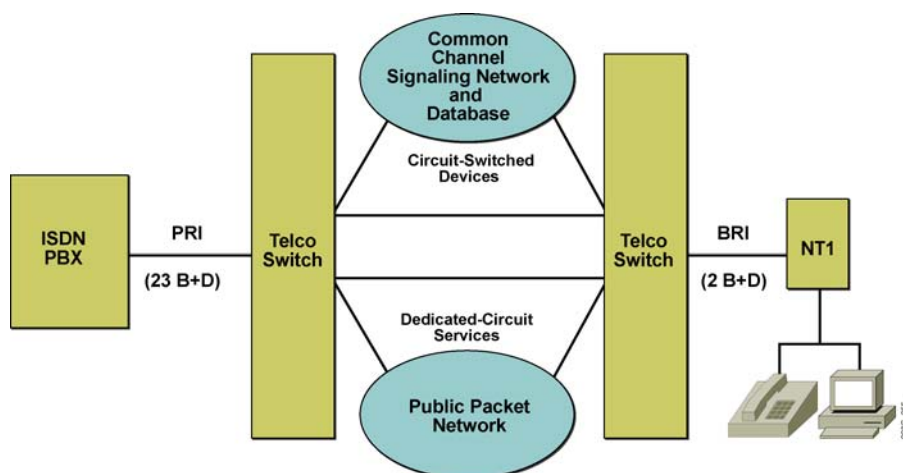 Common
Channel
Signaling Network
and
Database
Circuit-Switched
Devices
ISDN
PBX
PRI
(23 B+D)
Telco
Switch
Telco
Switch
BRI
(2 B+D)
NT1
Dedicated-Circuit
Services
Public Packet
Network